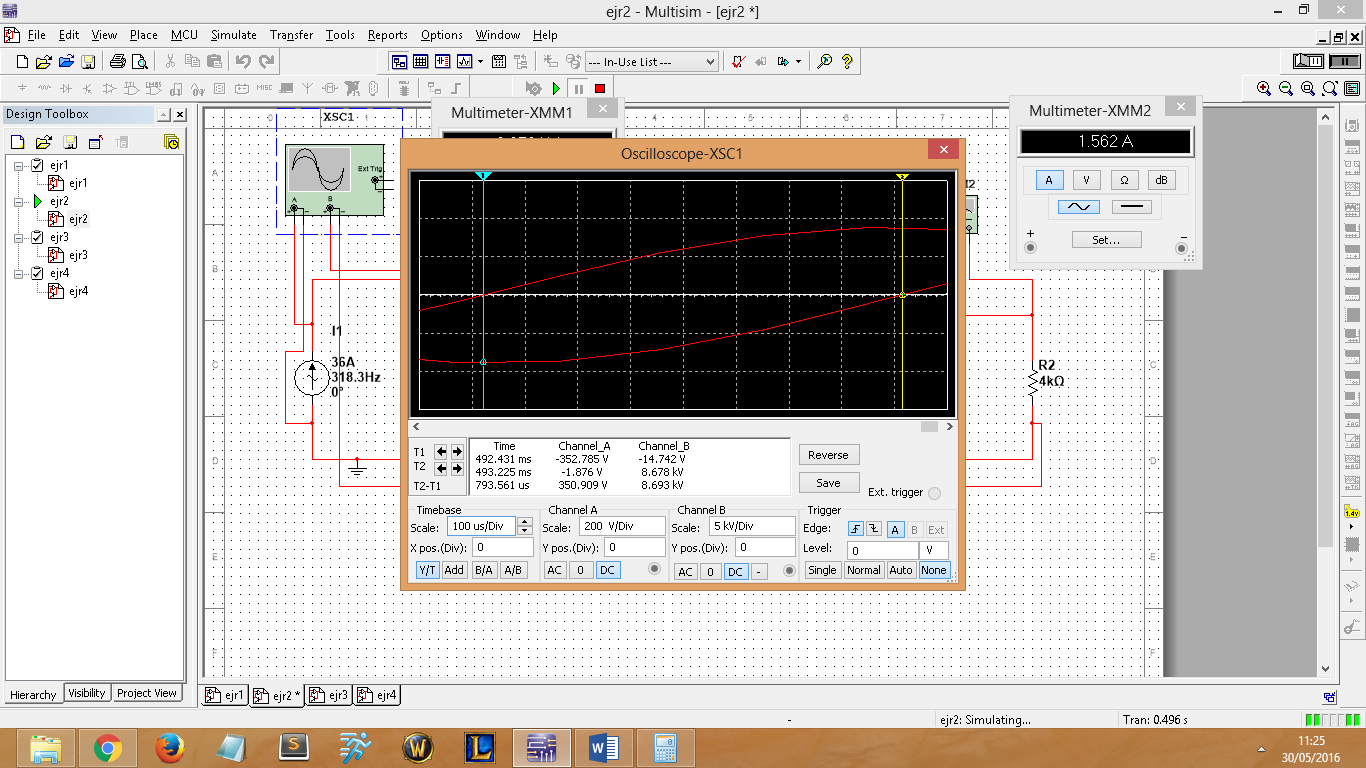 ejr2 - Multisim - [ejr2 *]
File Edit View Place MCU Simulate Transfer Tools Reports Options Window Help
--- In-Use List ---
Design Toolbox
ejr1
ejr1
ejr2
ejr2
ejr3
ejr3
ejr4
ejr4
Hierarchy Visibility Project View
XSC1
Ext Trig
A B
I1
36A
318.3Hz
0°
R2
4kΩ
Multimeter-XMM1
Multimeter-XMM2
1.562 A
A V Ω dB
Set...
+ -
Oscilloscope-XSC1
Time Channel_A Channel_B
T1 492.431 ms -352.785 V -14.742 V
T2 493.225 ms -1.876 V 8.678 kV
T2-T1 793.561 us 350.909 V 8.693 kV
Reverse
Save
Ext. trigger
Timebase
Scale: 100 us/Div
X pos.(Div): 0
Y/T Add B/A A/B
Channel A
Scale: 200 V/Div
Y pos.(Div): 0
AC 0 DC
Channel B
Scale: 5 kV/Div
Y pos.(Div): 0
AC 0 DC -
Trigger
Edge: A B Ext
Level: 0 V
Single Normal Auto None
ejr1 ejr2 * ejr3 ejr4
- ejr2: Simulating... Tran: 0.496 s
11:25
30/05/2016